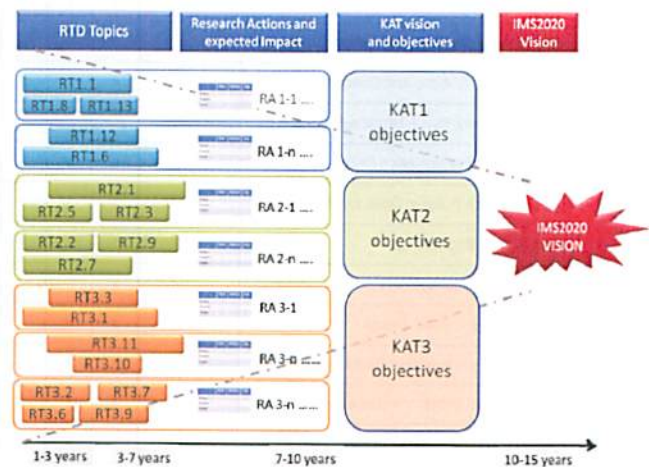 RTD Topics
Research Actions and
expected Impact
KAT vision
and objectives
IMS2020
Vision
RT1.1
RT1.8
RT1.13
RA 1-1 .....
RT1.12
RT1.6
RA 1-n .....
KAT1
objectives
RT2.1
RT2.5
RT2.3
RA 2-1 .....
RT2.2
RT2.9
RT2.7
RA 2-n .....
KAT2
objectives
IMS2020
VISION
RT3.3
RT3.1
RA 3-1
RT3.11
RT3.10
RA 3-n ......
RT3.2
RT3.7
RT3.6
RT3.9
RA 3-n ......
KAT3
objectives
1-3 years
3-7 years
7-10 years
10-15 years